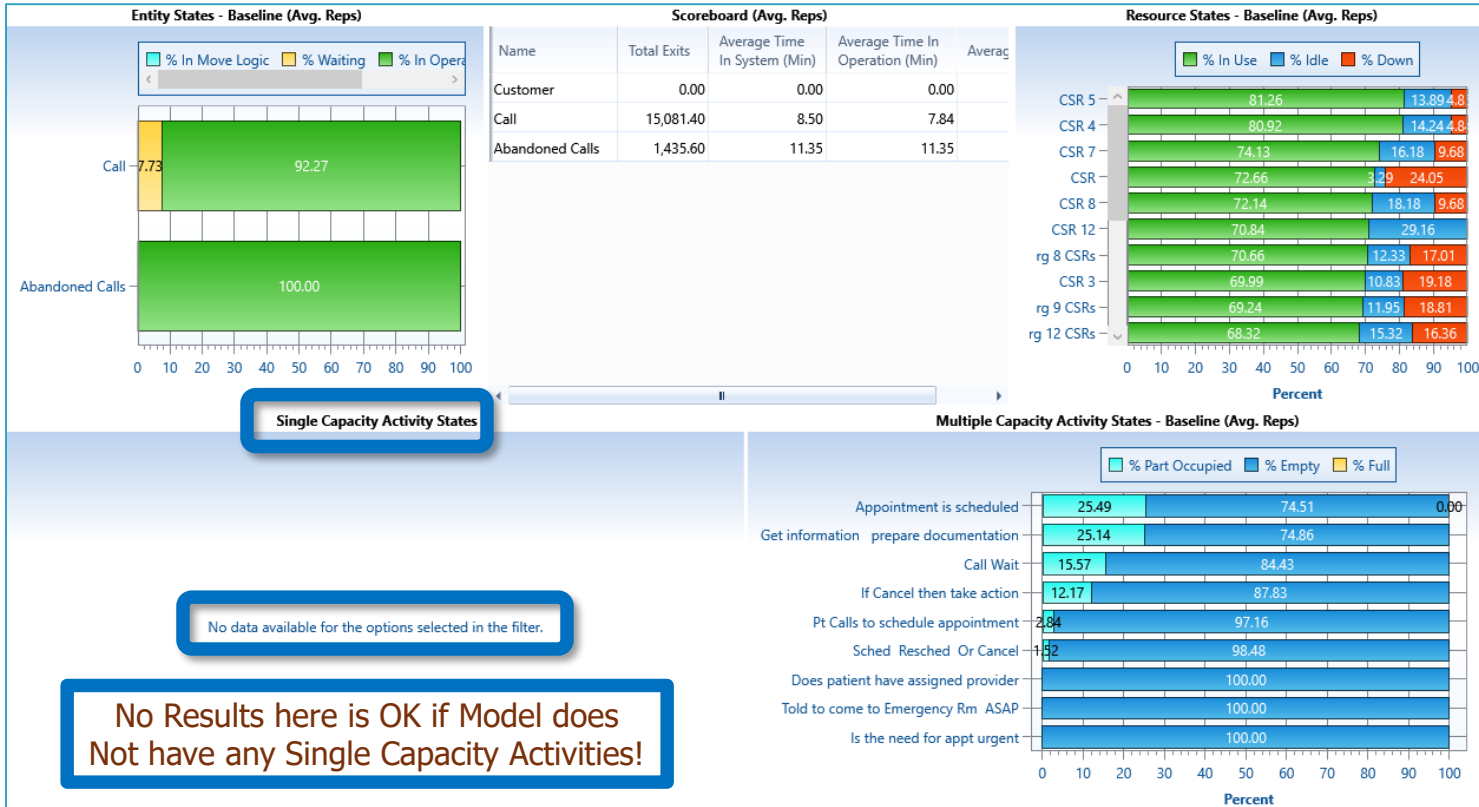 Entity States - Baseline (Avg. Reps)
% In Move Logic % Waiting % In Opera
Call
7.73 92.27
Abandoned Calls
100.00
0 10 20 30 40 50 60 70 80 90 100
Scoreboard (Avg. Reps)
Name Total Exits Average Time In System (Min) Average Time In Operation (Min) Averag
Customer 0.00 0.00 0.00
Call 15,081.40 8.50 7.84
Abandoned Calls 1,435.60 11.35 11.35
Resource States - Baseline (Avg. Reps)
% In Use % Idle % Down
CSR 5 81.26 13.89 4.8
CSR 4 80.92 14.24 4.8
CSR 7 74.13 16.18 9.68
CSR 72.66 3.29 24.05
CSR 8 72.14 18.18 9.68
CSR 12 70.84 29.16
rg 8 CSRs 70.66 12.33 17.01
CSR 3 69.99 10.83 19.18
rg 9 CSRs 69.24 11.95 18.81
rg 12 CSRs 68.32 15.32 16.36
0 10 20 30 40 50 60 70 80 90 100
Percent
Single Capacity Activity States
No data available for the options selected in the filter.
No Results here is OK if Model does
Not have any Single Capacity Activities!
Multiple Capacity Activity States - Baseline (Avg. Reps)
% Part Occupied % Empty % Full
Appointment is scheduled 25.49 74.51 0.00
Get information prepare documentation 25.14 74.86
Call Wait 15.57 84.43
If Cancel then take action 12.17 87.83
Pt Calls to schedule appointment 2.84 97.16
Sched Resched Or Cancel 1.52 98.48
Does patient have assigned provider 100.00
Told to come to Emergency Rm ASAP 100.00
Is the need for appt urgent 100.00
0 10 20 30 40 50 60 70 80 90 100
Percent